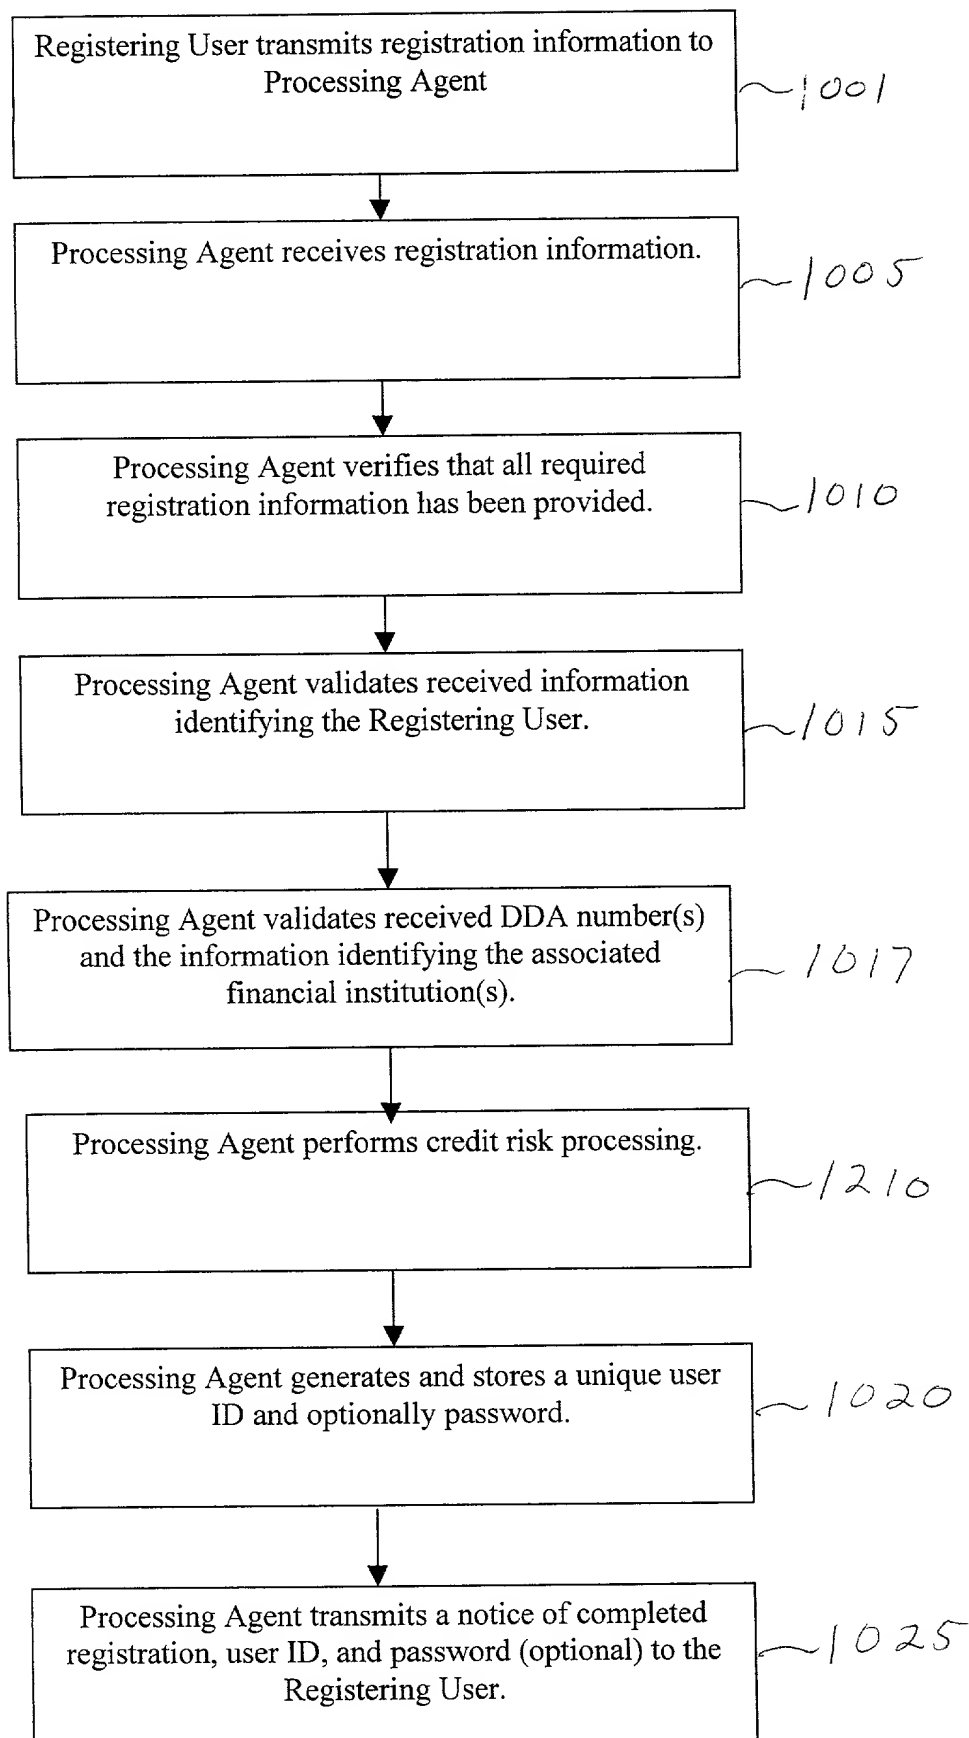 Registering User transmits registration information to
Processing Agent
1001
Processing Agent receives registration information.
1005
Processing Agent verifies that all required
registration information has been provided.
1010
Processing Agent validates received information
identifying the Registering User.
1015
Processing Agent validates received DDA number(s)
and the information identifying the associated
financial institution(s).
1017
Processing Agent performs credit risk processing.
1210
Processing Agent generates and stores a unique user
ID and optionally password.
1020
Processing Agent transmits a notice of completed
registration, user ID, and password (optional) to the
Registering User.
1025